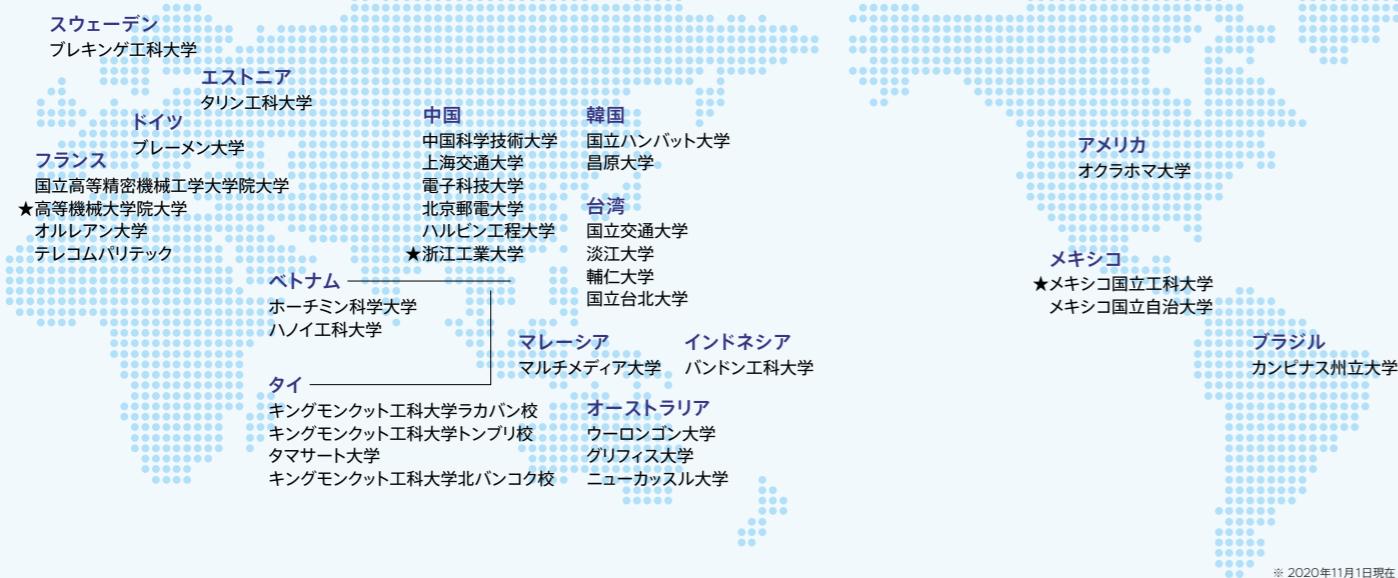 スウェーデン
ブレキンゲ工科大学
エストニア
タリン工科大学
ドイツ
ブレーメン大学
フランス
国立高等精密機械工学大学院大学
★高等機械大学院大学
オルレアン大学
テレコムパリテック
中国
中国科学技術大学
上海交通大学
電子科技大学
北京郵電大学
ハルビン工程大学
★浙江工業大学
韓国
国立ハンバット大学
昌原大学
台湾
国立交通大学
淡江大学
輔仁大学
国立台北大学
ベトナム
ホーチミン科学大学
ハノイ工科大学
タイ
キングモンクット工科大学ラカバン校
キングモンクット工科大学トンブリ校
タマサート大学
キングモンクット工科大学北バンコク校
マレーシア
マルチメディア大学
インドネシア
バンドン工科大学
オーストラリア
ウーロンゴン大学
グリフィス大学
ニューカッスル大学
アメリカ
オクラホマ大学
メキシコ
★メキシコ国立工科大学
メキシコ国立自治大学
ブラジル
カンピナス州立大学
※ 2020年11月1日現在